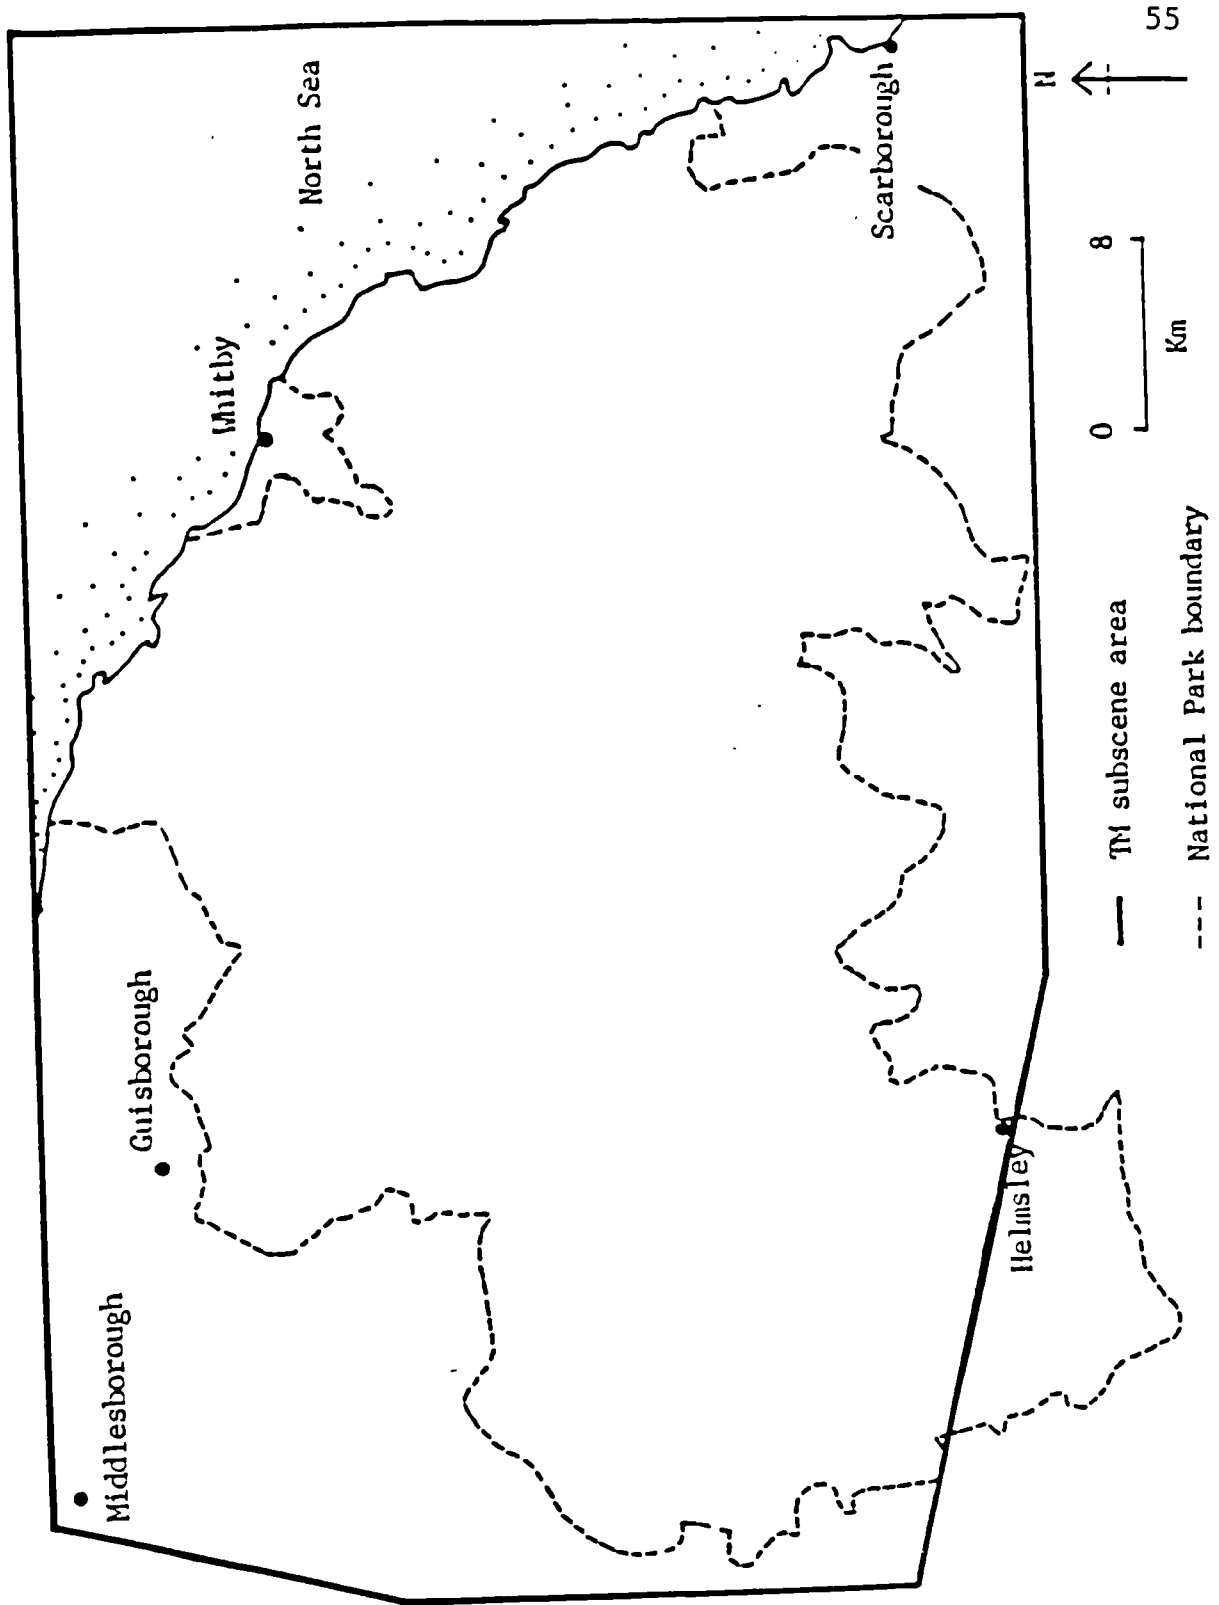 55
North Sea
Whitby
Scarborough
Guisborough
Middlesborough
Helmsley
N
0 8
Km
TM subscene area
National Park boundary